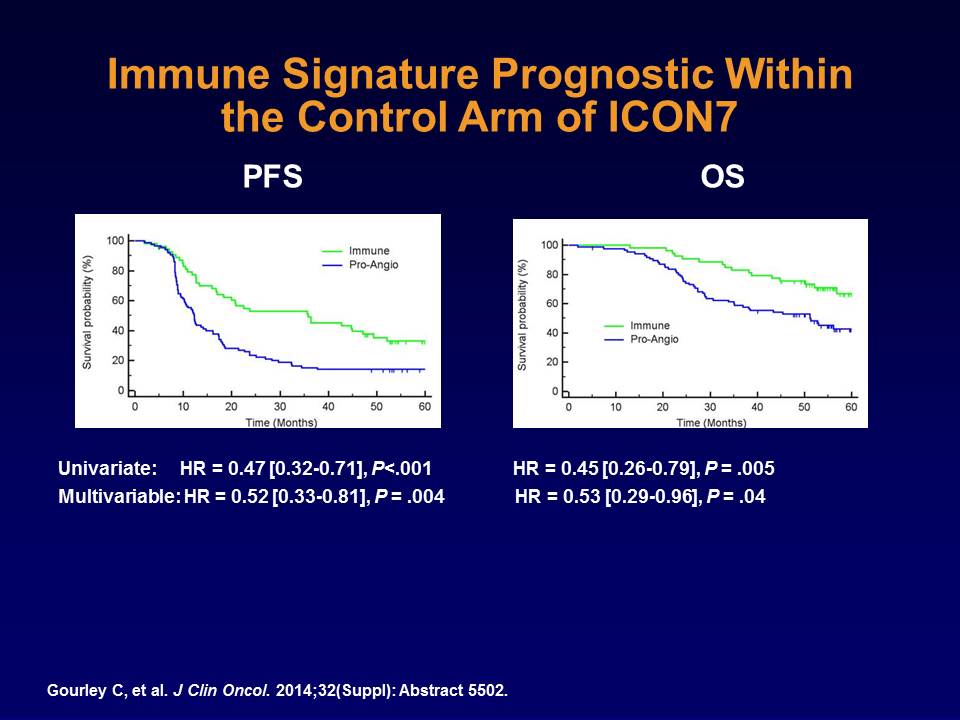 Immune Signature Prognostic Within
the Control Arm of ICON7
PFS
OS
Survival probability (%)
100
80
60
40
20
0
Immune
Pro-Angio
0 10 20 30 40 50 60
Time (Months)
Survival probability (%)
100
80
60
40
20
0
Immune
Pro-Angio
0 10 20 30 40 50 60
Time (Months)
Univariate: HR = 0.47 [0.32-0.71], P<.001
HR = 0.45 [0.26-0.79], P = .005
Multivariable: HR = 0.52 [0.33-0.81], P = .004
HR = 0.53 [0.29-0.96], P = .04
Gourley C, et al. J Clin Oncol. 2014;32(Suppl): Abstract 5502.